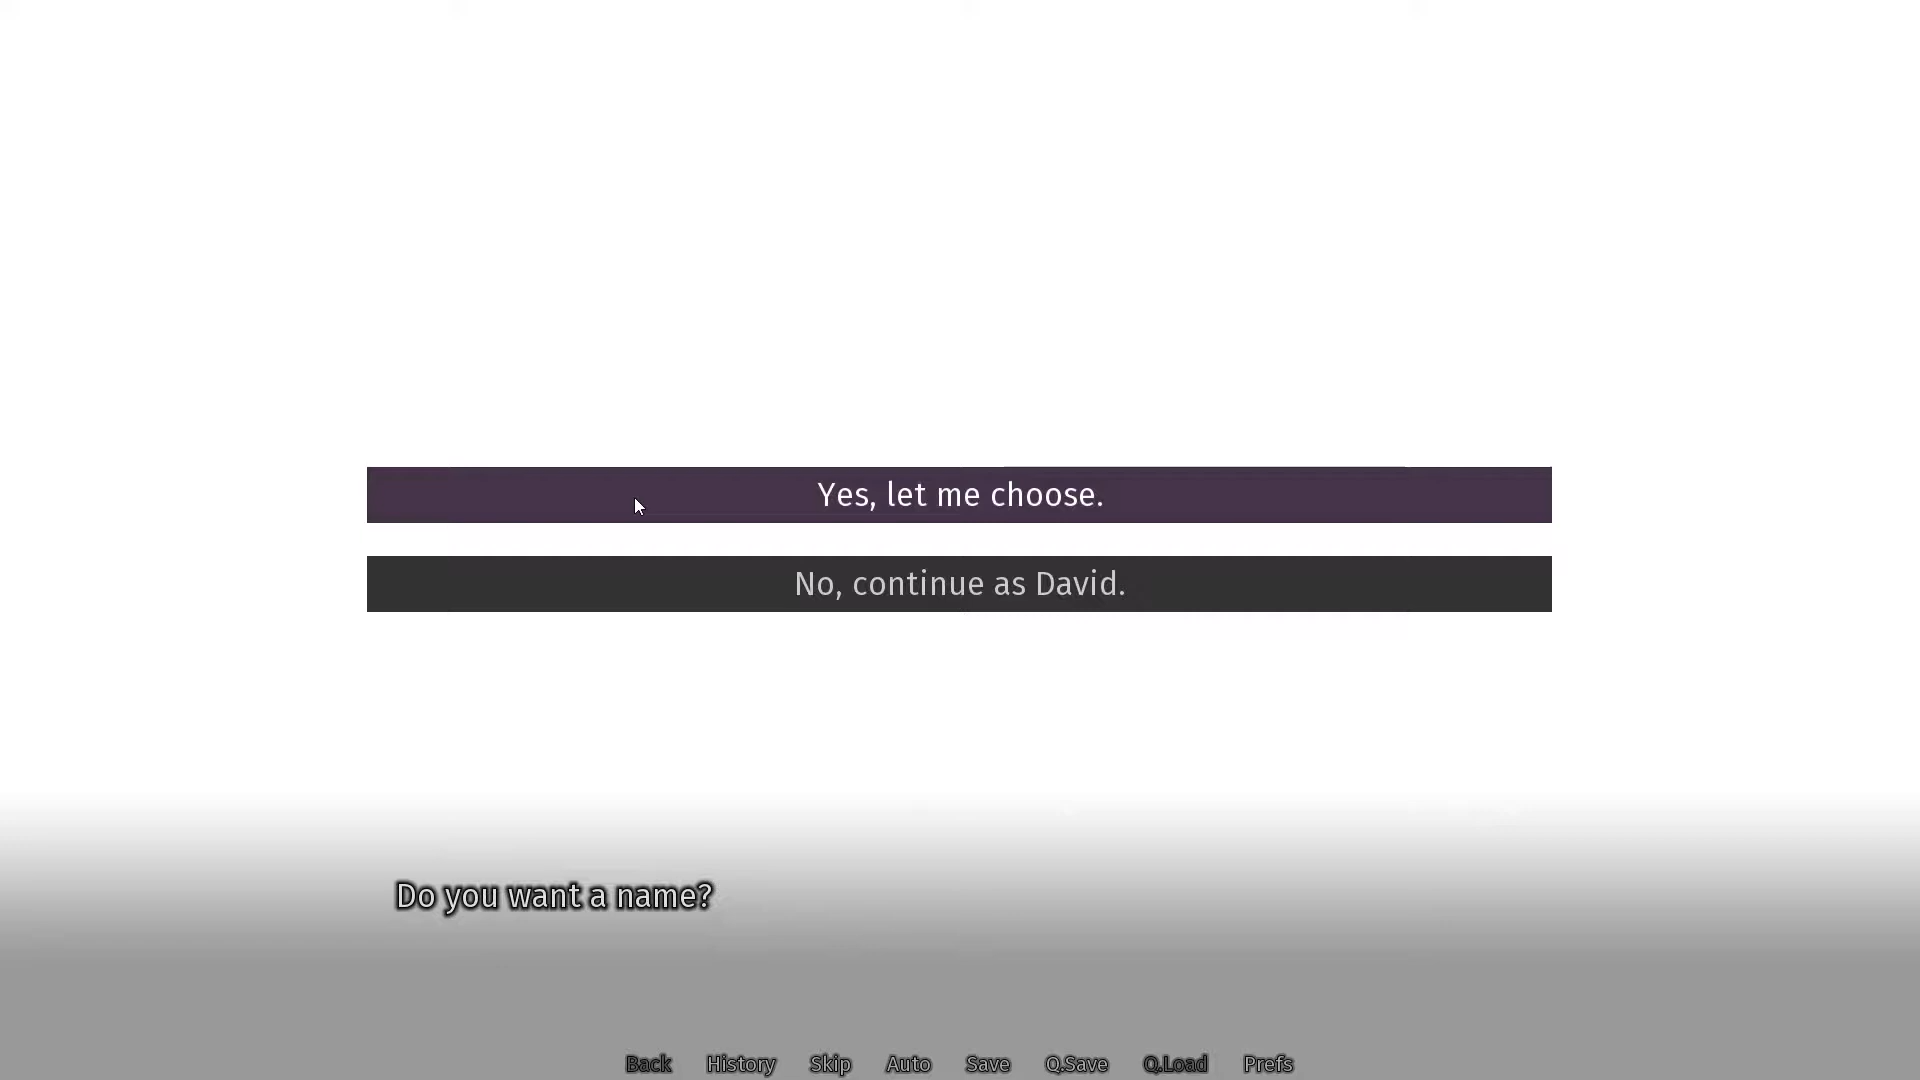 Yes, let me choose.
No, continue as David.
Do you want a name?
Back History Skip Auto Save Q.Save Q.Load Prefs